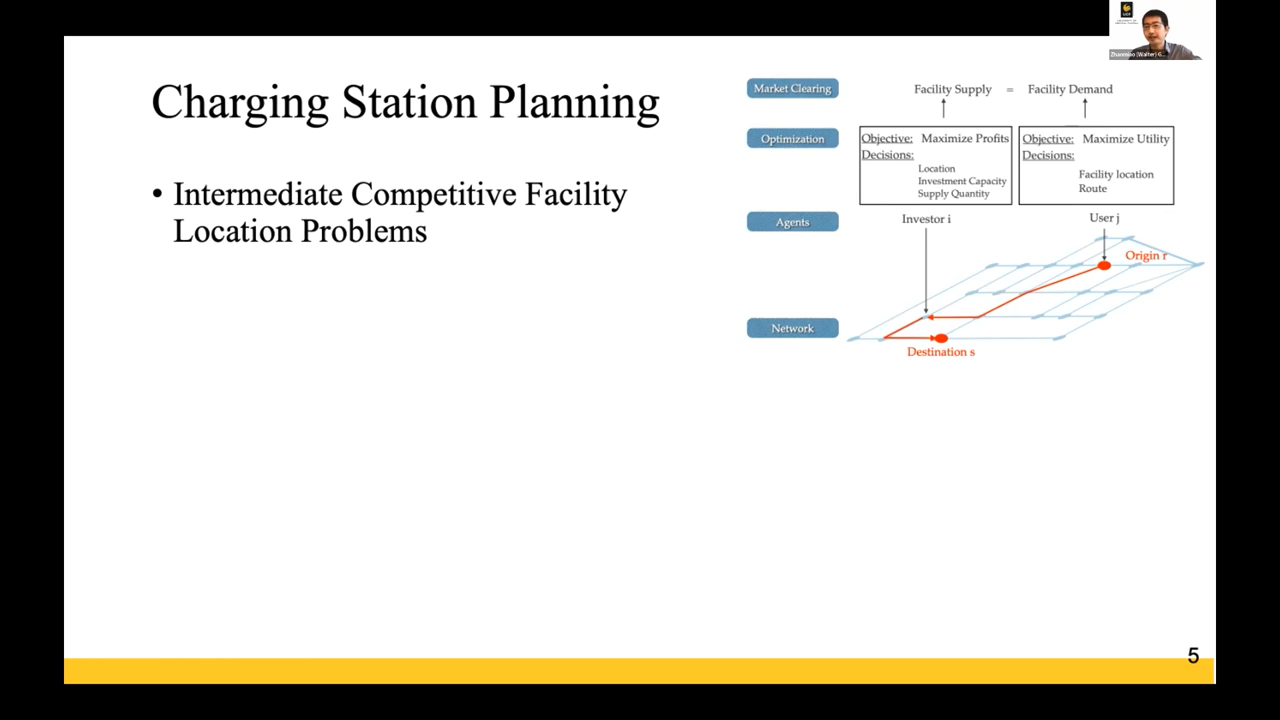 Charging Station Planning
• Intermediate Competitive Facility
Location Problems
Market Clearing
Facility Supply = Facility Demand
Optimization
Objective: Maximize Profits
Decisions:
Location
Investment Capacity
Supply Quantity
Objective: Maximize Utility
Decisions:
Facility location
Route
Agents
Investor i
User j
Origin r
Network
Destination s
5
UCF